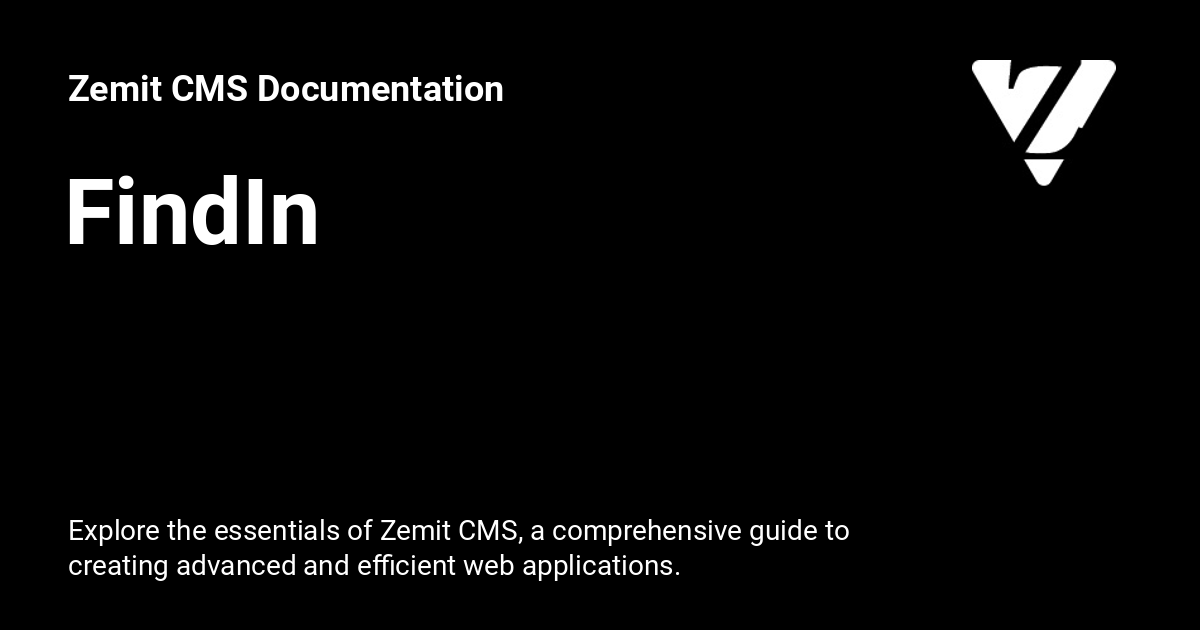 Zemit CMS Documentation
FindIn
Explore the essentials of Zemit CMS, a comprehensive guide to
creating advanced and efficient web applications.